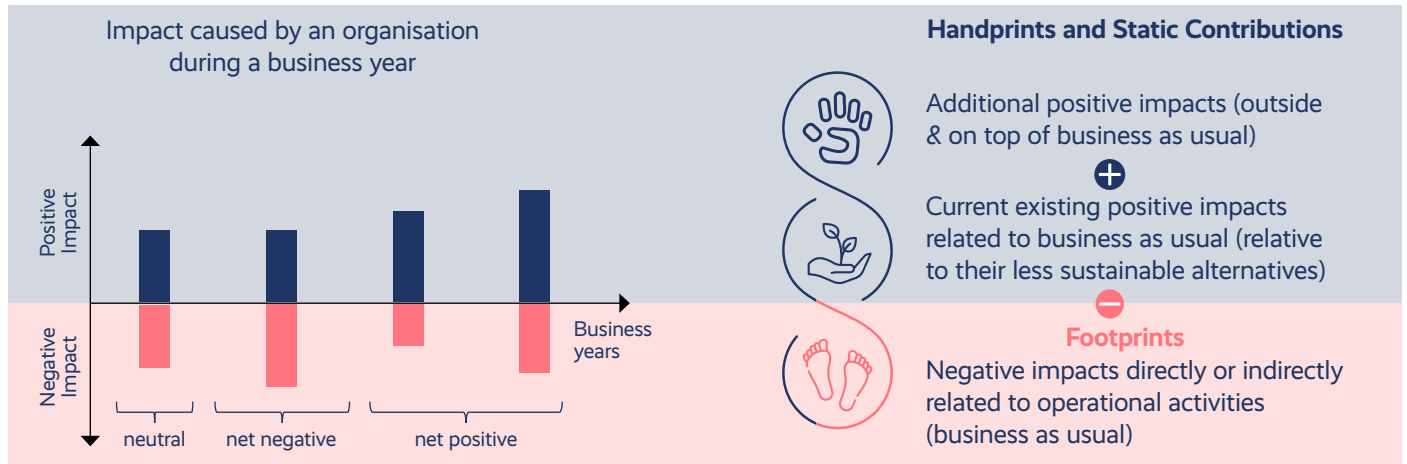 Impact caused by an organisation
during a business year
Positive
Impact
Negative
Impact
Business
years
neutral
net negative
net positive
Handprints and Static Contributions
Additional positive impacts (outside
& on top of business as usual)
Current existing positive impacts
related to business as usual (relative
to their less sustainable alternatives)
Footprints
Negative impacts directly or indirectly
related to operational activities
(business as usual)